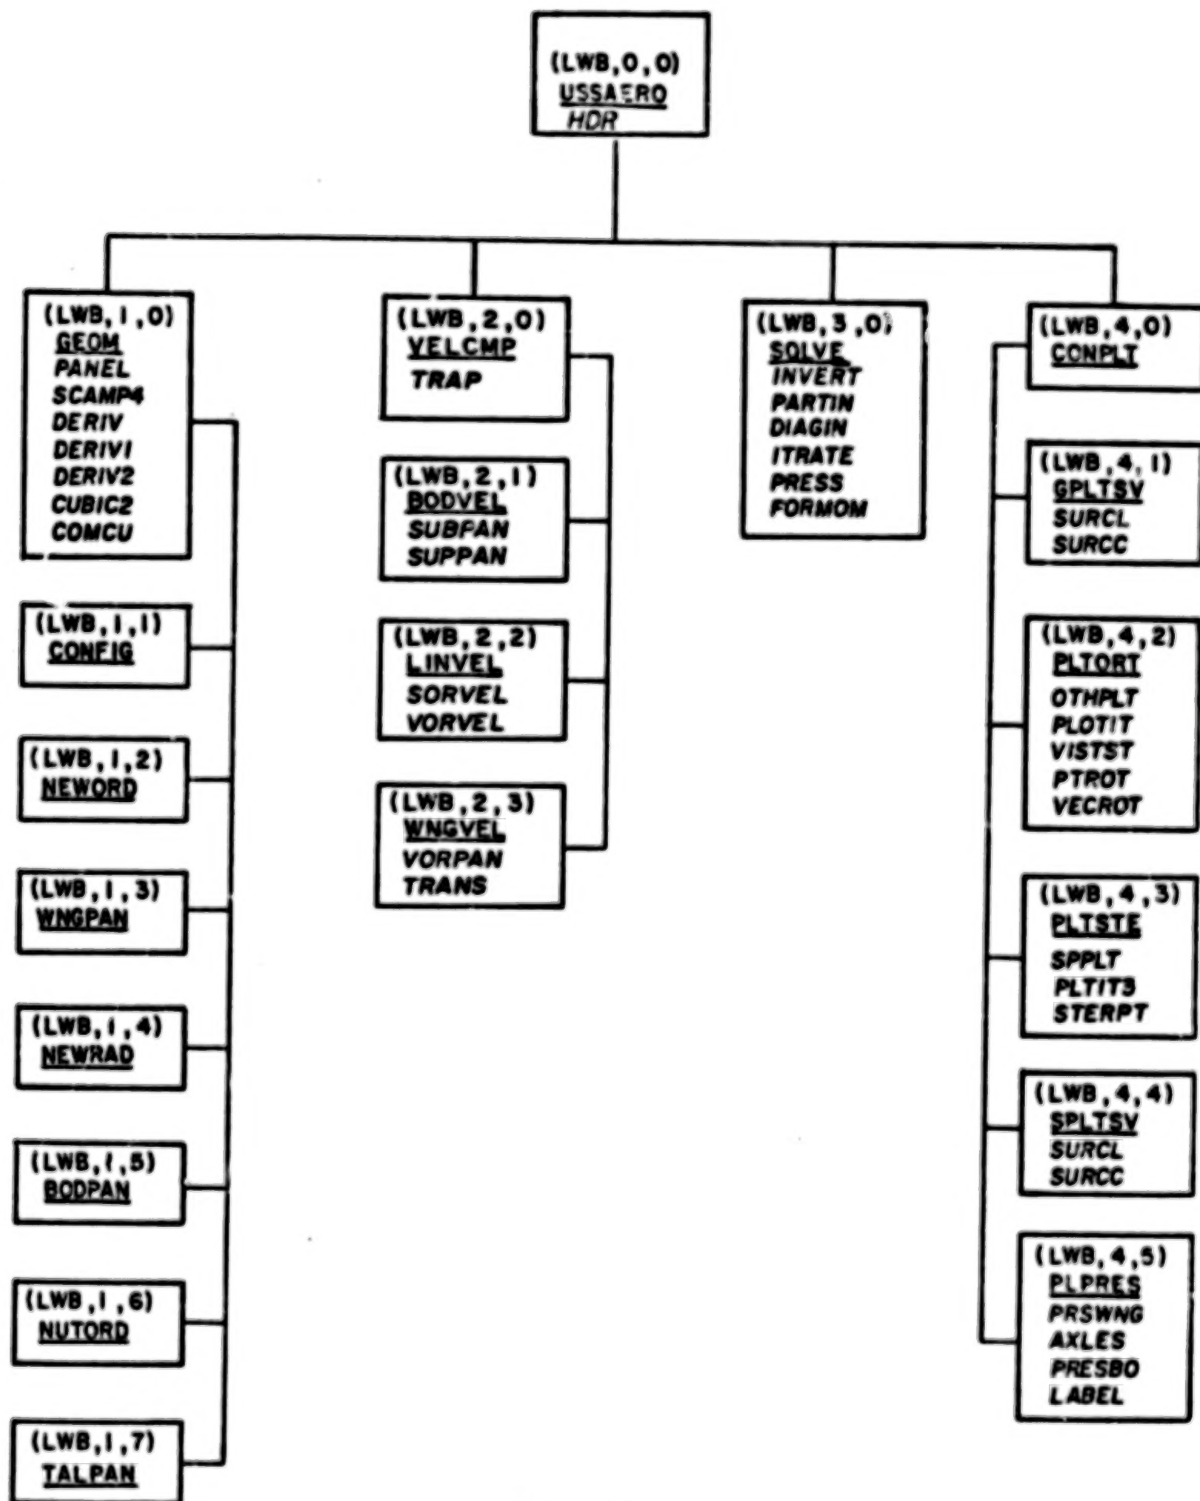 (LWB,0,0)
USSAERO
HDR
(LWB,1,0)
GEOM
PANEL
SCAMP4
DERIV
DERIV1
DERIV2
CUBIC2
COMCU
(LWB,1,1)
CONFIG
(LWB,1,2)
NEWORD
(LWB,1,3)
WNGPAN
(LWB,1,4)
NEWRAD
(LWB,1,5)
BODPAN
(LWB,1,6)
NUTORD
(LWB,1,7)
TALPAN
(LWB,2,0)
VELCMP
TRAP
(LWB,2,1)
BODVEL
SUBPAN
SUPPAN
(LWB,2,2)
LINVEL
SORVEL
VORVEL
(LWB,2,3)
WNGVEL
VORPAN
TRANS
(LWB,3,0)
SOLVE
INVERT
PARTIN
DIAGIN
ITRATE
PRESS
FORMOM
(LWB,4,0)
CONPLT
(LWB,4,1)
GPLTSV
SURCL
SURCC
(LWB,4,2)
PLTORT
OTHPLT
PLOTIT
VISTST
PTROT
VECROT
(LWB,4,3)
PLTSTE
SPPLT
PLTIT3
STERPT
(LWB,4,4)
SPLTSV
SURCL
SURCC
(LWB,4,5)
PLPRES
PRSWNG
AXLES
PRESBO
LABEL